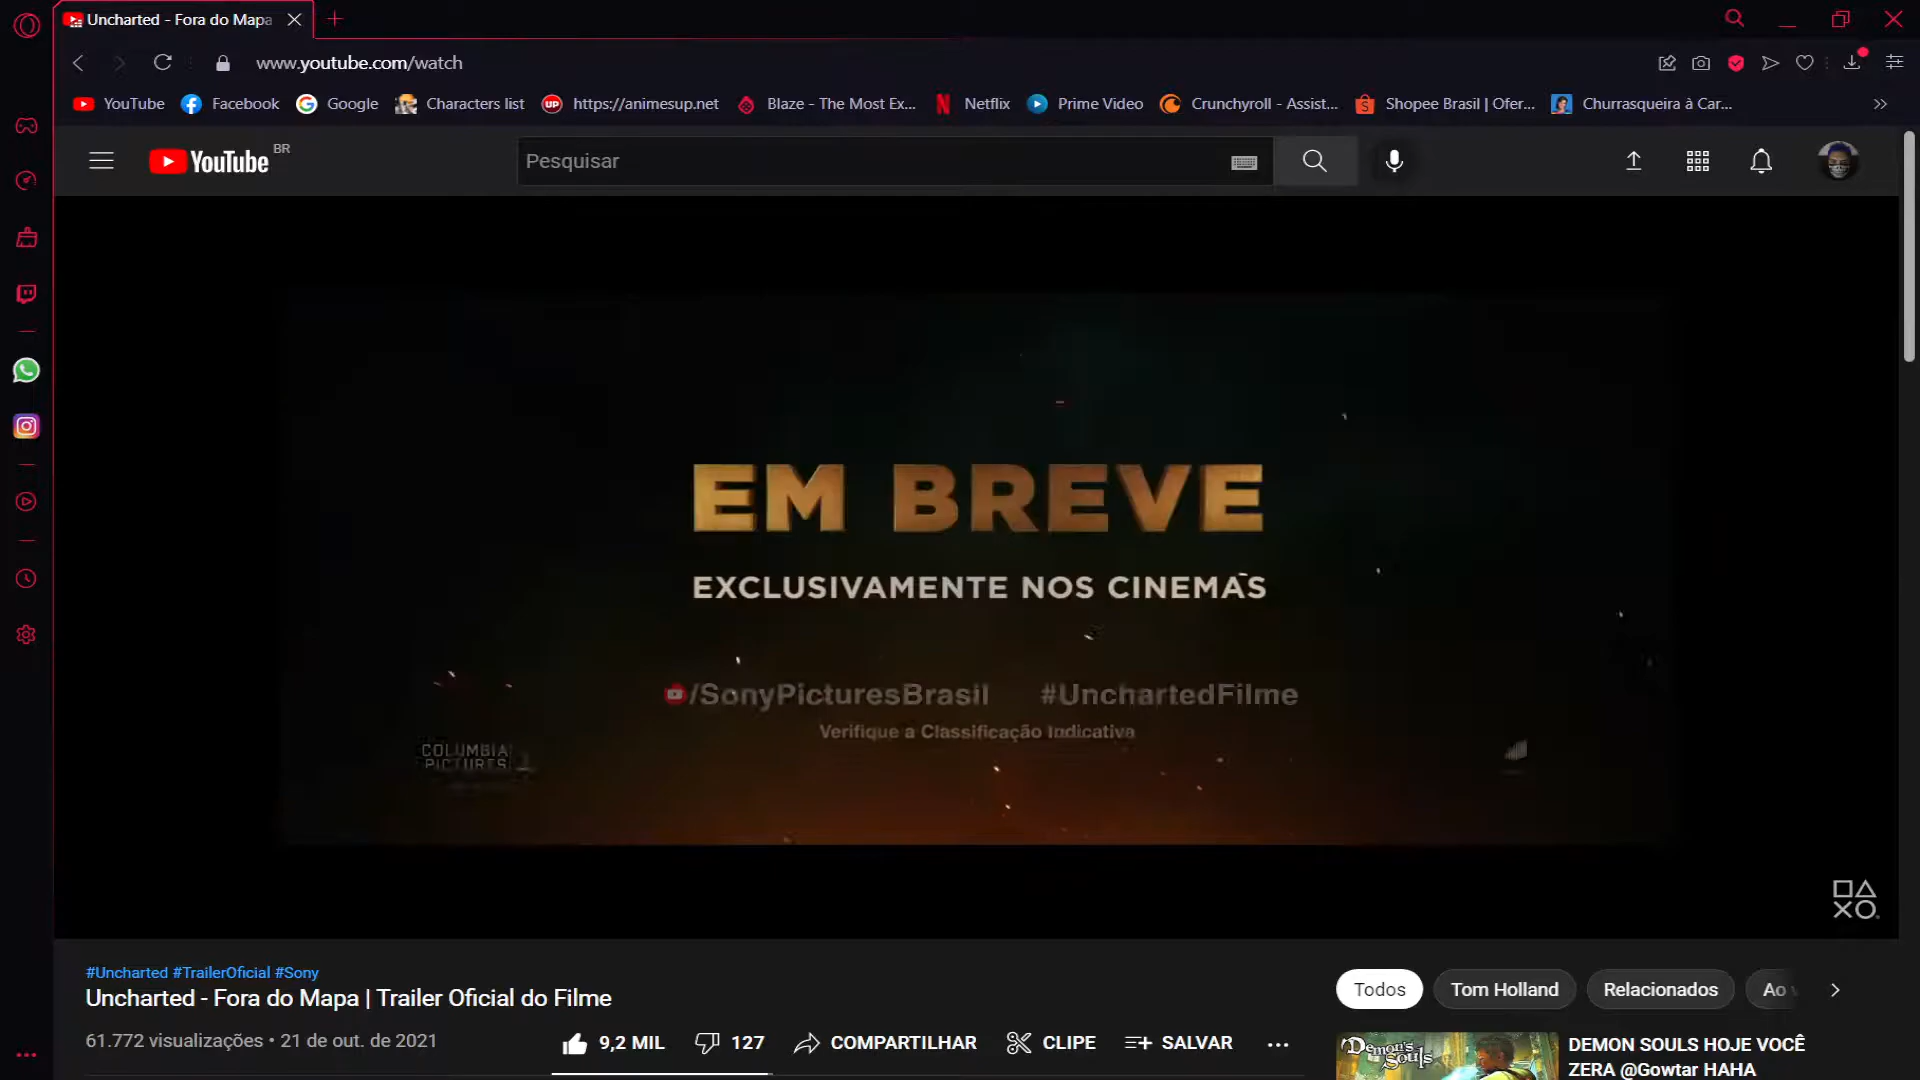 Uncharted - Fora do Mapa
www.youtube.com/watch
YouTube Facebook Google Characters list https://animesup.net Blaze - The Most Ex... Netflix Prime Video Crunchyroll - Assist... Shopee Brasil | Ofer... Churrasqueira à Car...
YouTube BR
Pesquisar
EM BREVE
EXCLUSIVAMENTE NOS CINEMAS
/SonyPicturesBrasil #UnchartedFilme
Verifique a Classificação Indicativa
COLUMBIA
PICTURES
#Uncharted #TrailerOficial #Sony
Uncharted - Fora do Mapa | Trailer Oficial do Filme
61.772 visualizações • 21 de out. de 2021
9,2 MIL 127 COMPARTILHAR CLIPE SALVAR
Todos Tom Holland Relacionados Ao
Demon's
Souls
DEMON SOULS HOJE VOCÊ
ZERA @Gowtar HAHA